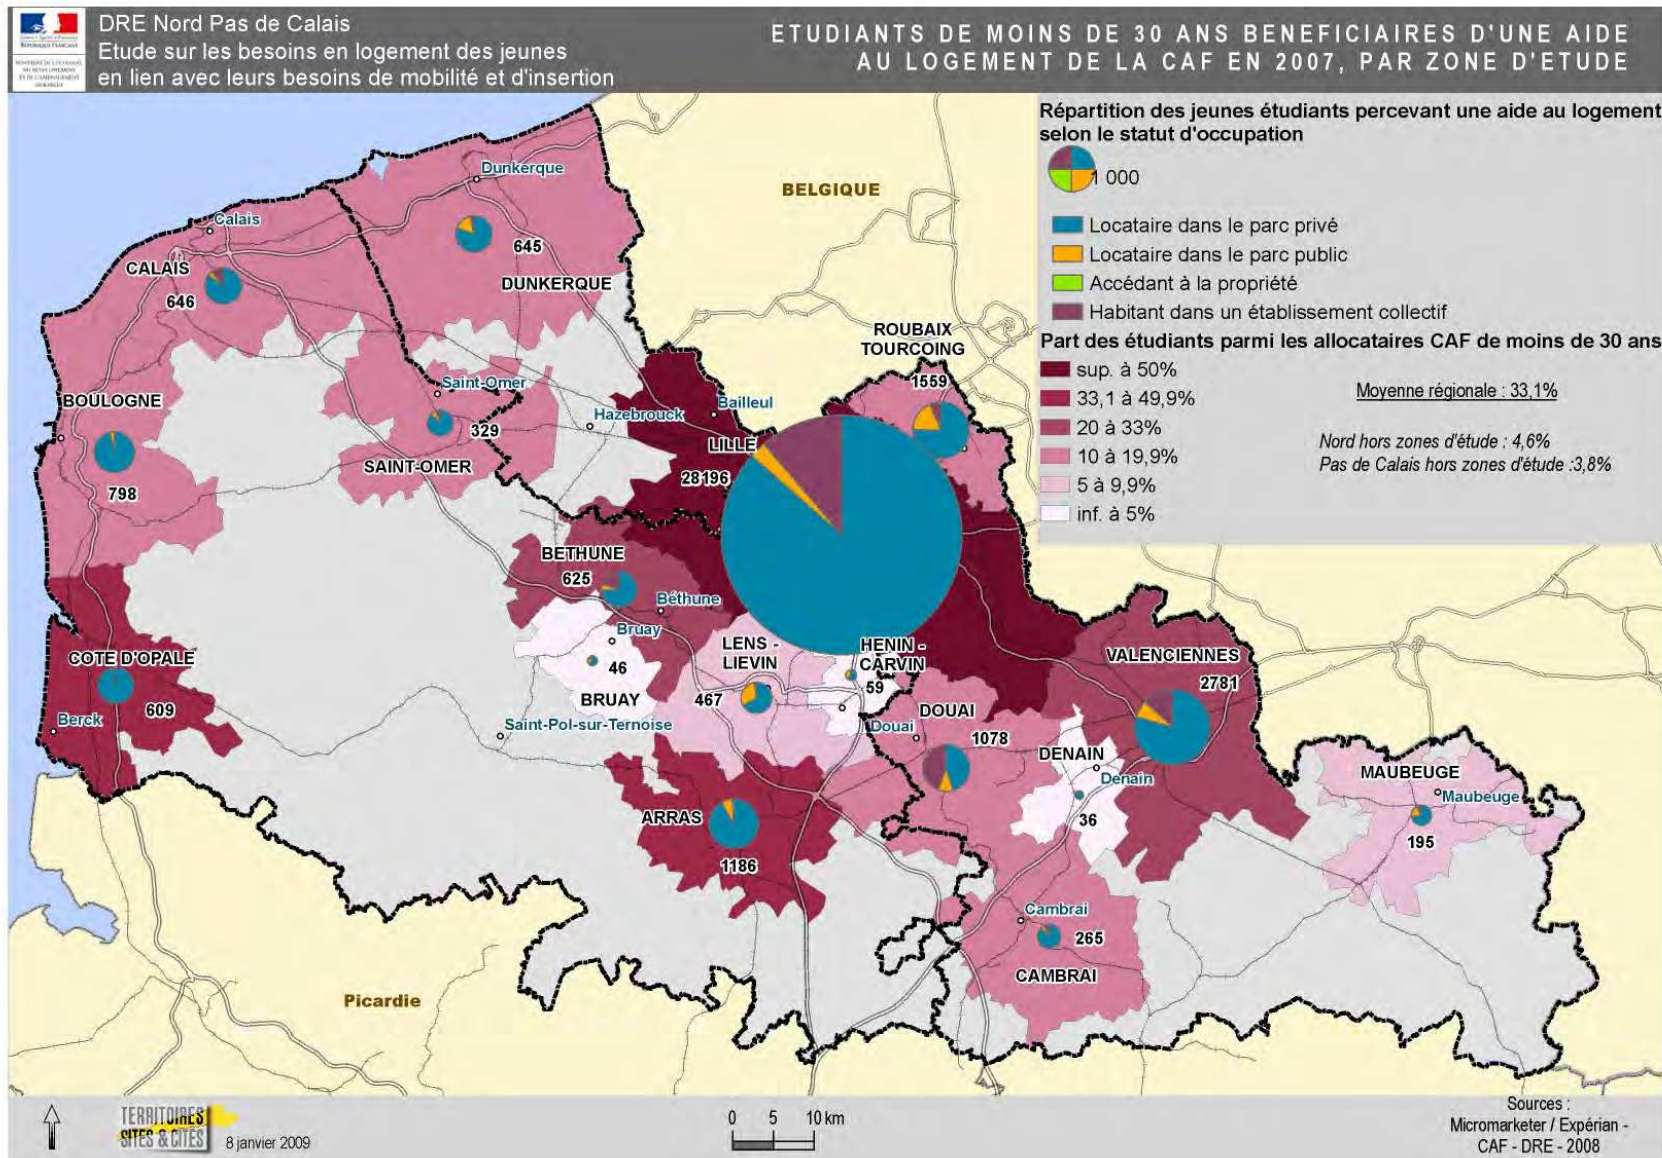 DRE Nord Pas de Calais
Etude sur les besoins en logement des jeunes
en lien avec leurs besoins de mobilité et d'insertion
ETUDIANTS DE MOINS DE 30 ANS BENEFICIAIRES D'UNE AIDE
AU LOGEMENT DE LA CAF EN 2007, PAR ZONE D'ETUDE
Répartition des jeunes étudiants percevant une aide au logement
selon le statut d'occupation
1 000
Locataire dans le parc privé
Locataire dans le parc public
Accédant à la propriété
Habitant dans un établissement collectif
Part des étudiants parmi les allocataires CAF de moins de 30 ans
sup. à 50%
33,1 à 49,9%
20 à 33%
10 à 19,9%
5 à 9,9%
inf. à 5%
Moyenne régionale : 33,1%
Nord hors zones d'étude : 4,6%
Pas de Calais hors zones d'étude :3,8%
BELGIQUE
Dunkerque
645
DUNKERQUE
Calais
CALAIS
646
ROUBAIX
TOURCOING
1559
BOULOGNE
798
Saint-Omer
329
SAINT-OMER
Hazebrouck
Bailleul
LILLE
28196
BETHUNE
625
Béthune
Bruay
46
BRUAY
LENS -
LIEVIN
467
HENIN -
CARVIN
59
VALENCIENNES
2781
COTE D'OPALE
609
Berck
Saint-Pol-sur-Ternoise
Douai
DOUAI
1078
DENAIN
Denain
36
MAUBEUGE
Maubeuge
195
ARRAS
1186
Cambrai
265
CAMBRAI
Picardie
TERRITOIRES
SITES & CITÉS
8 janvier 2009
0 5 10 km
Sources :
Micromarketer / Expérian -
CAF - DRE - 2008